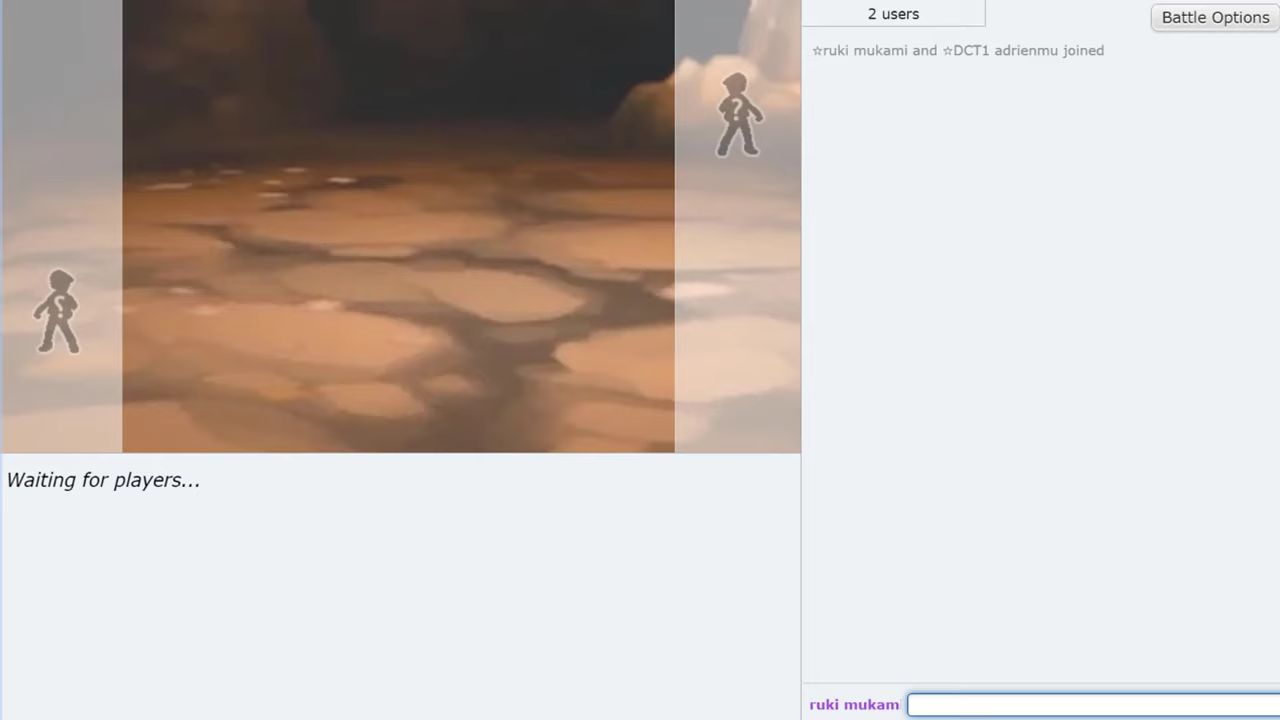 2 users
Battle Options
☆ruki mukami and ☆DCT1 adrienmu joined
?
?
Waiting for players...
ruki mukam